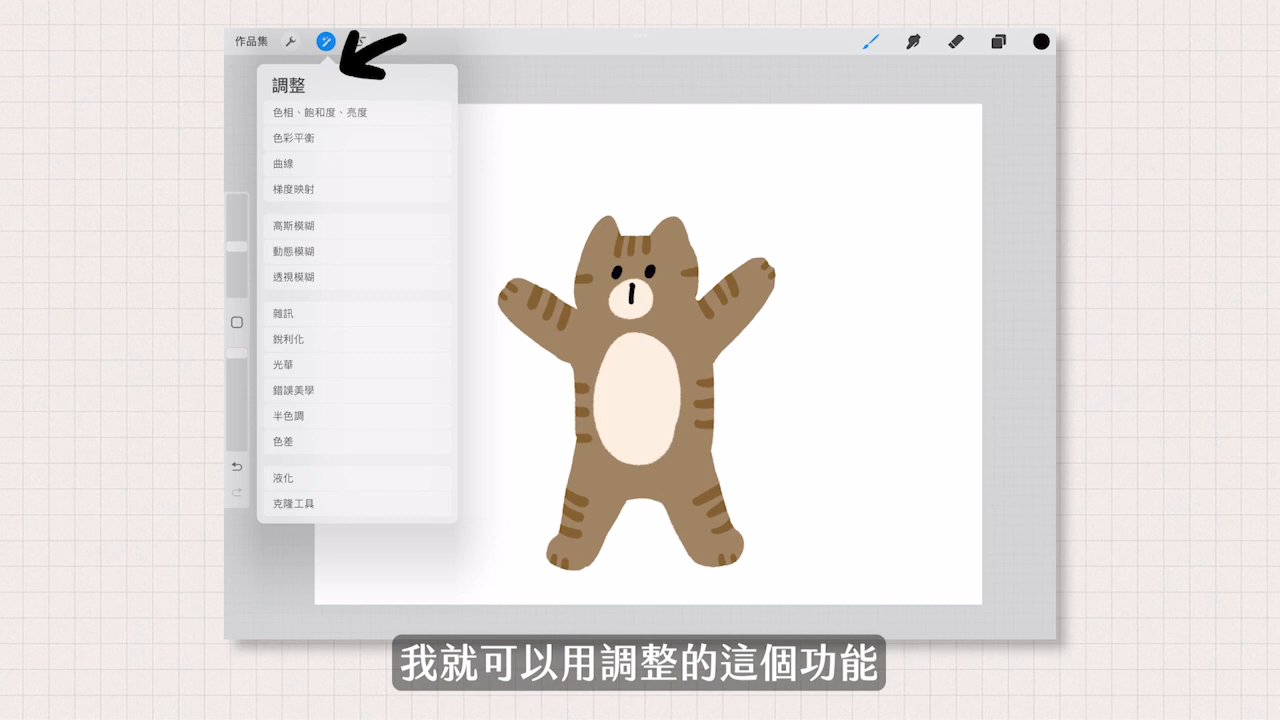 作品集
調整
色相、飽和度、亮度
色彩平衡
曲線
梯度映射
高斯模糊
動態模糊
透視模糊
雜訊
銳利化
光華
錯誤美學
半色調
色差
液化
克隆工具
我就可以用調整的這個功能